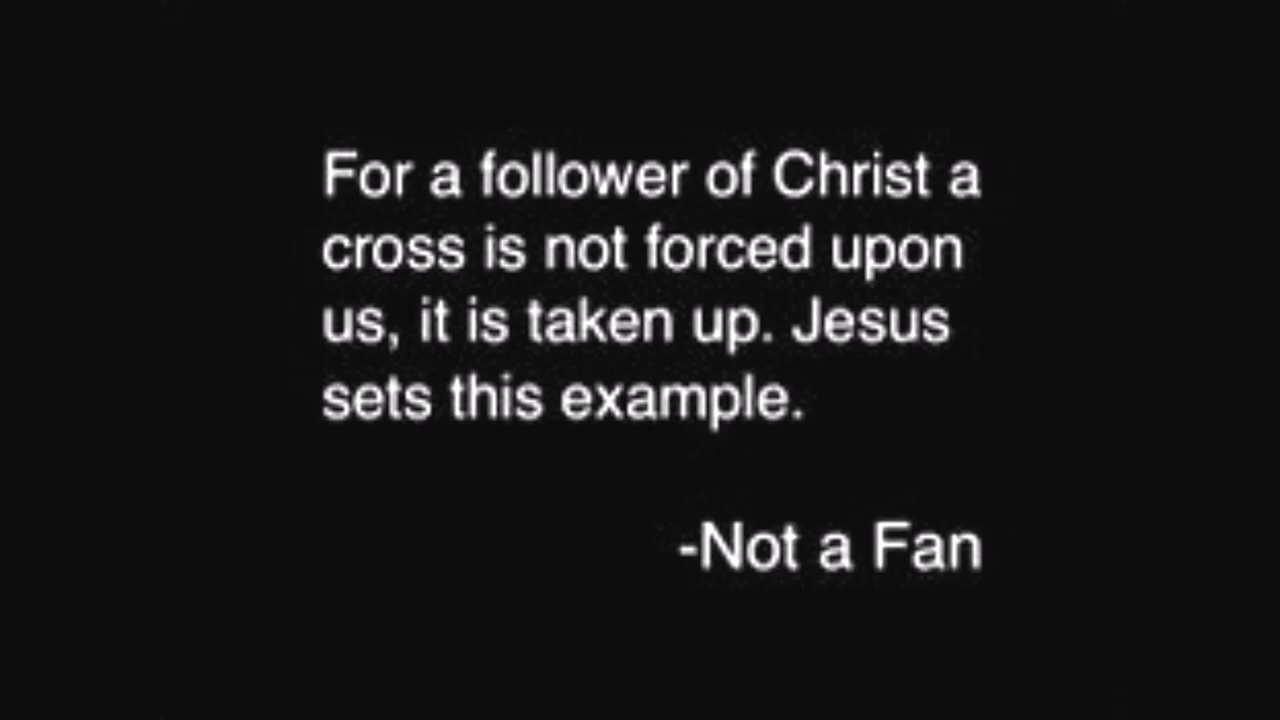 For a follower of Christ a
cross is not forced upon
us, it is taken up. Jesus
sets this example.
-Not a Fan